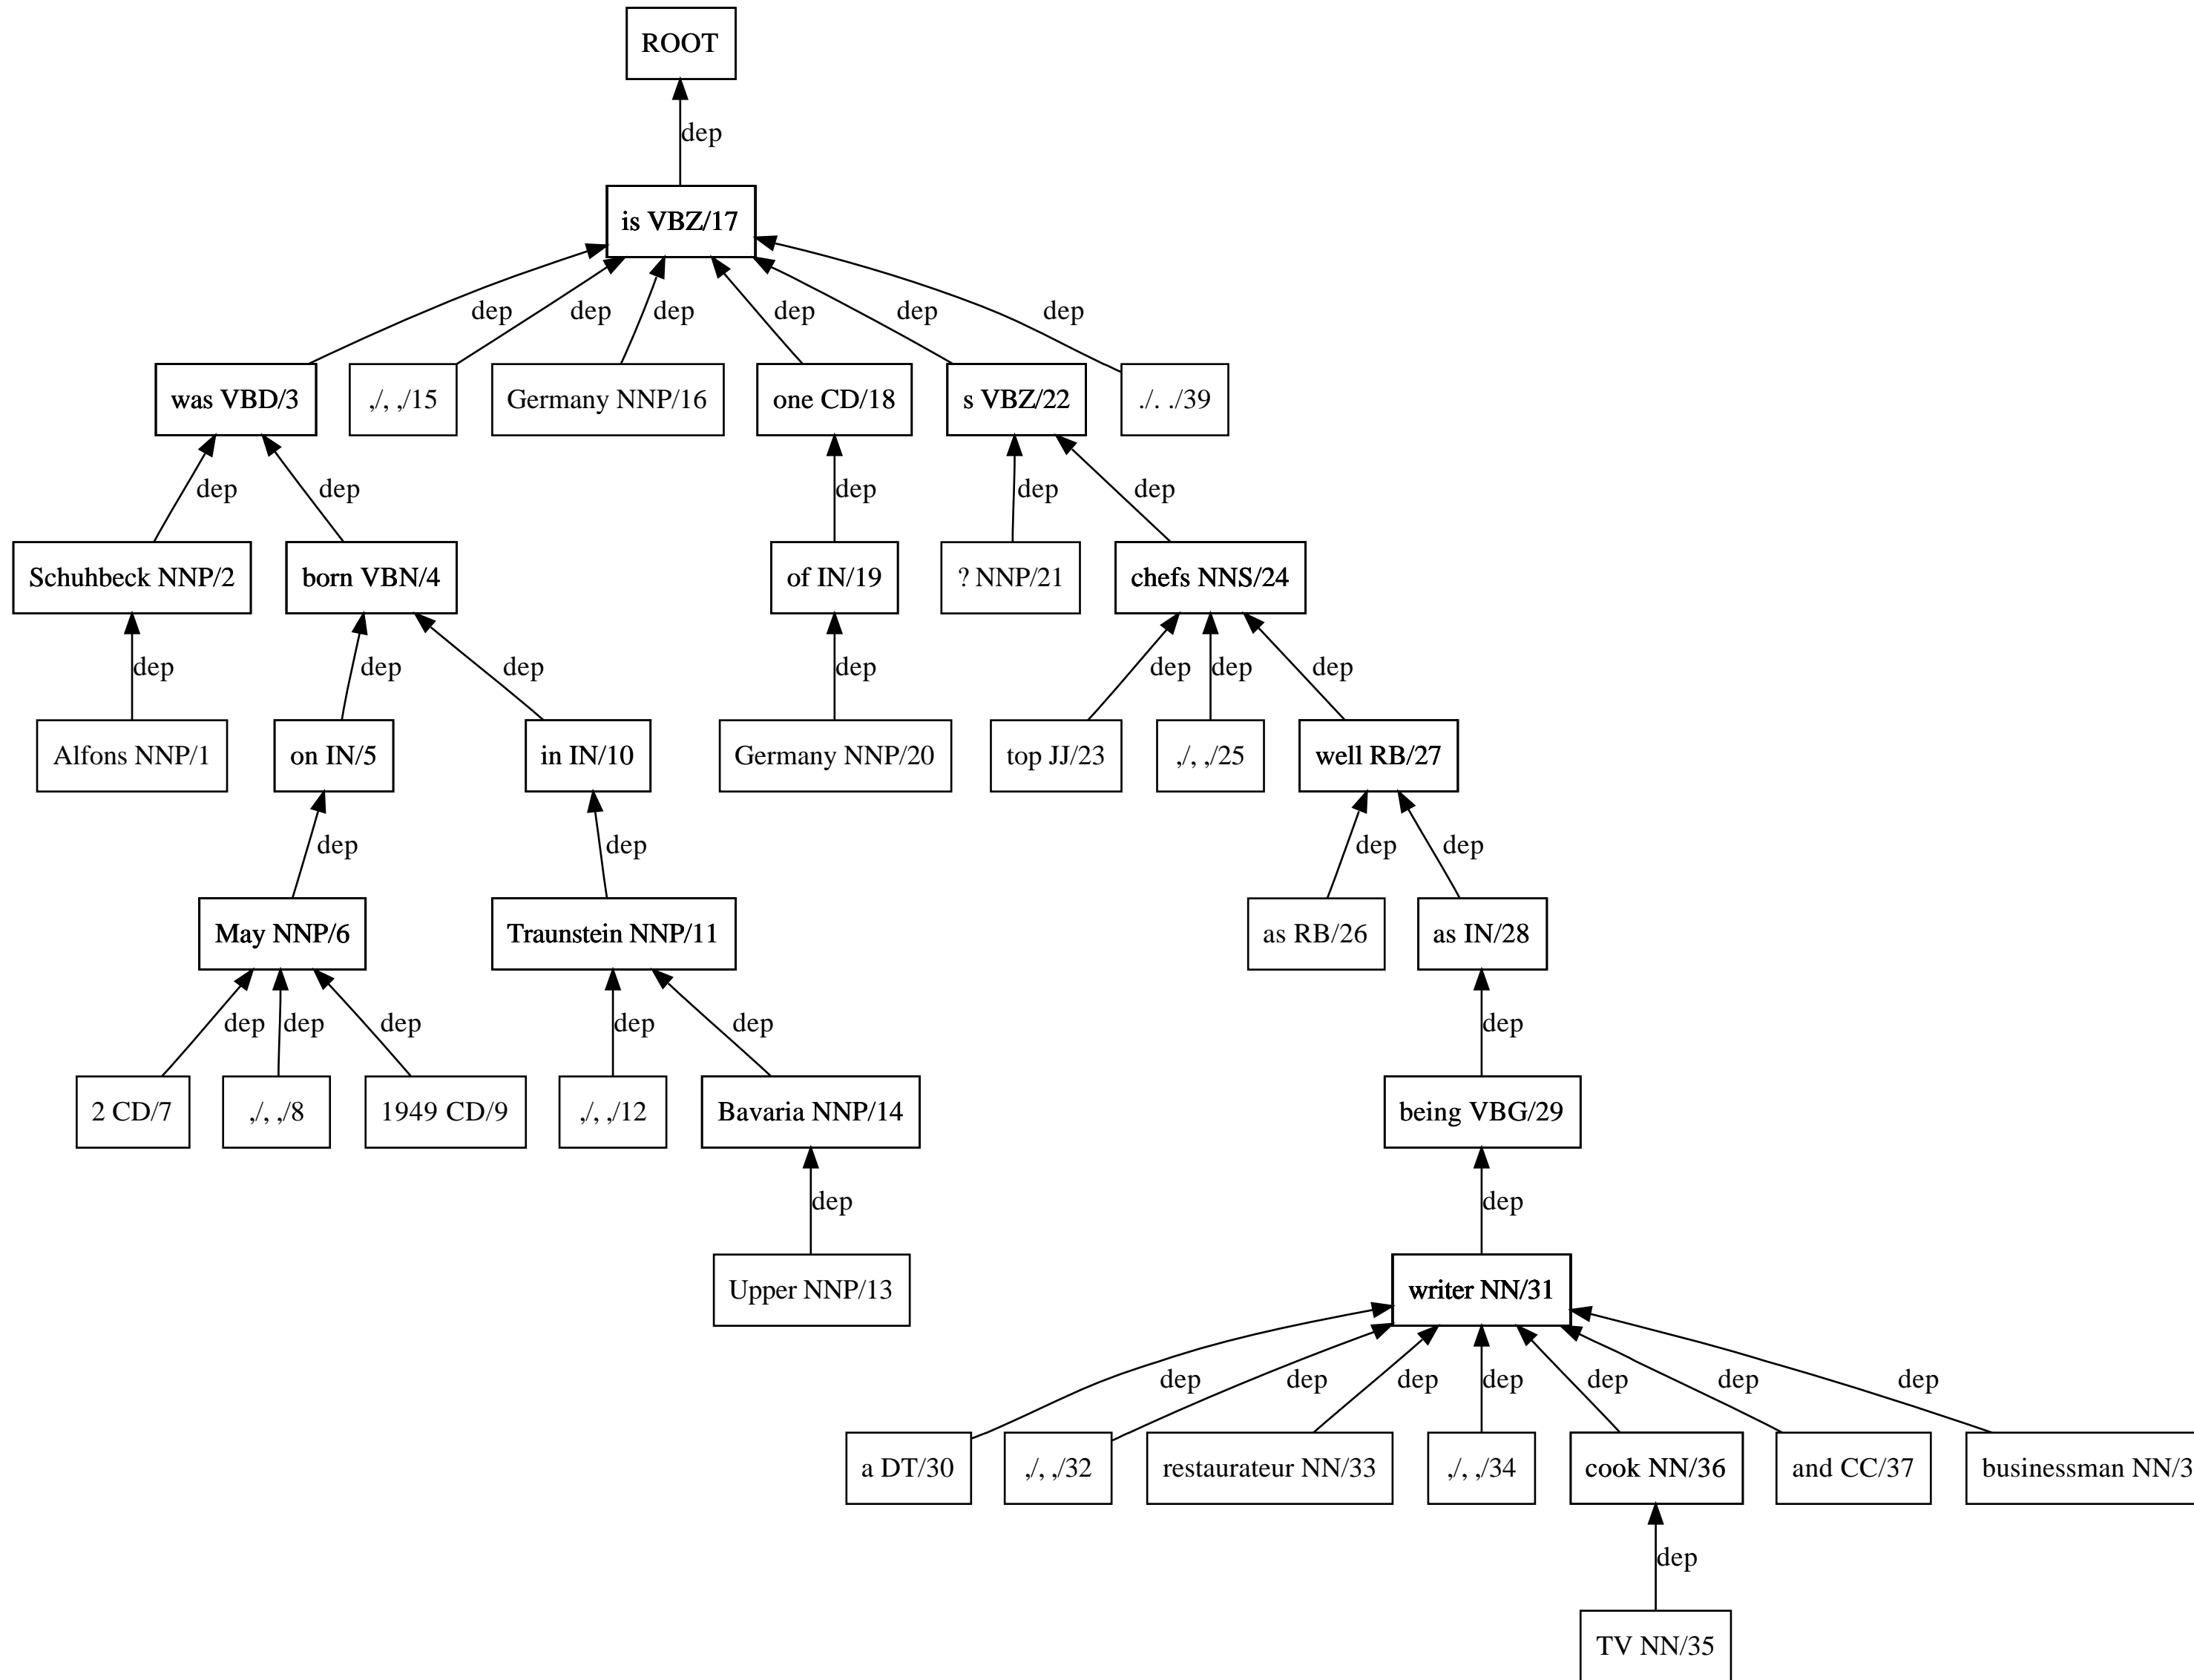 ROOT
dep
is VBZ/17
dep dep dep dep dep dep
was VBD/3 ,/, ,/15 Germany NNP/16 one CD/18 s VBZ/22 ./. ./39
dep dep dep dep dep
Schuhbeck NNP/2 born VBN/4 of IN/19 ? NNP/21 chefs NNS/24
dep dep dep dep dep dep dep
Alfons NNP/1 on IN/5 in IN/10 Germany NNP/20 top JJ/23 ,/, ,/25 well RB/27
dep dep dep dep
May NNP/6 Traunstein NNP/11 as RB/26 as IN/28
dep dep dep dep dep dep
2 CD/7 ,/, ,/8 1949 CD/9 ,/, ,/12 Bavaria NNP/14 being VBG/29
dep dep
Upper NNP/13 writer NN/31
dep dep dep dep dep dep dep
a DT/30 ,/, ,/32 restaurateur NN/33 ,/, ,/34 cook NN/36 and CC/37 businessman NN/3
dep
TV NN/35